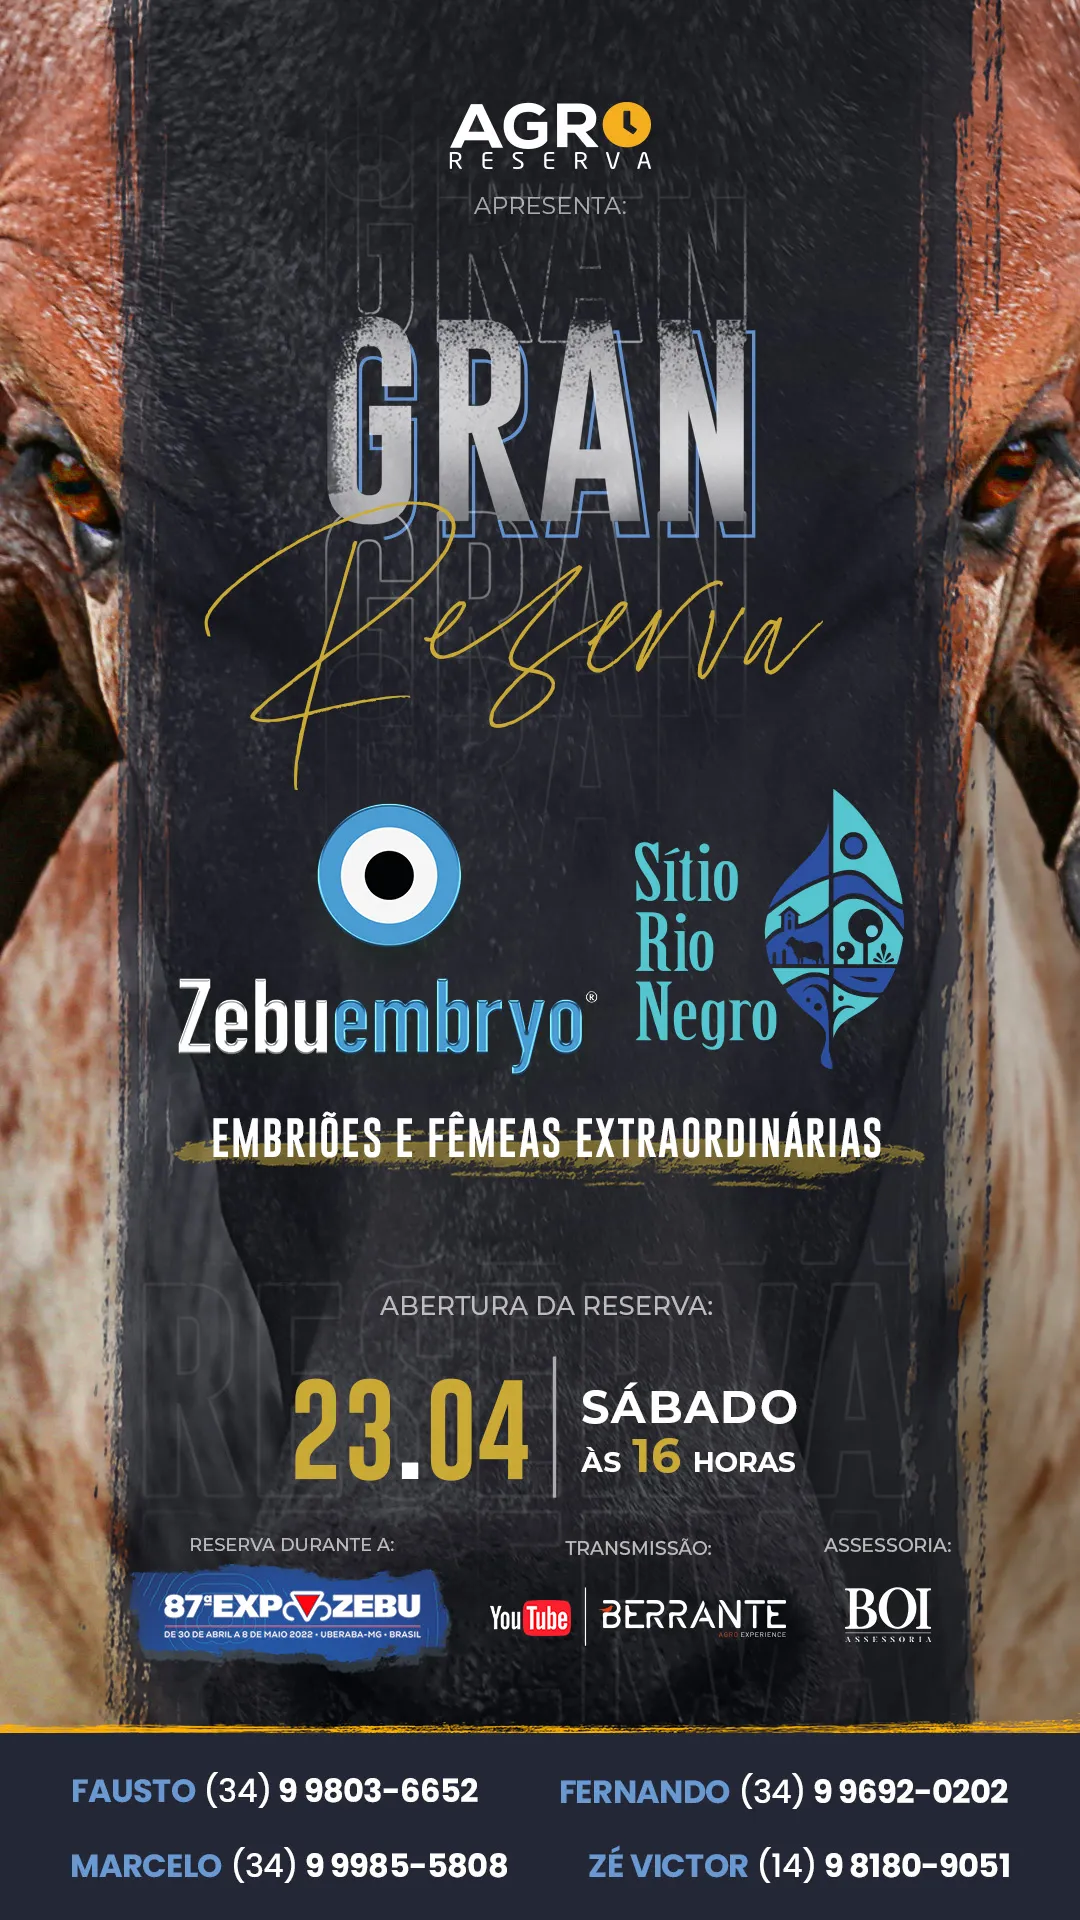 AGRO
RESERVA
APRESENTA:
GRAN
Reserva
Zebuembryo®
Sítio
Rio
Negro
EMBRIÕES E FÊMEAS EXTRAORDINÁRIAS
ABERTURA DA RESERVA:
23.04
SÁBADO
ÀS 16 HORAS
RESERVA DURANTE A:
87ª EXPOZEBU
DE 30 DE ABRIL A 8 DE MAIO 2022 • UBERABA-MG • BRASIL
TRANSMISSÃO:
YouTube
BERRANTE
AGRO EXPERIENCE
ASSESSORIA:
BOI
ASSESSORIA
FAUSTO (34) 9 9803-6652
FERNANDO (34) 9 9692-0202
MARCELO (34) 9 9985-5808
ZÉ VICTOR (14) 9 8180-9051